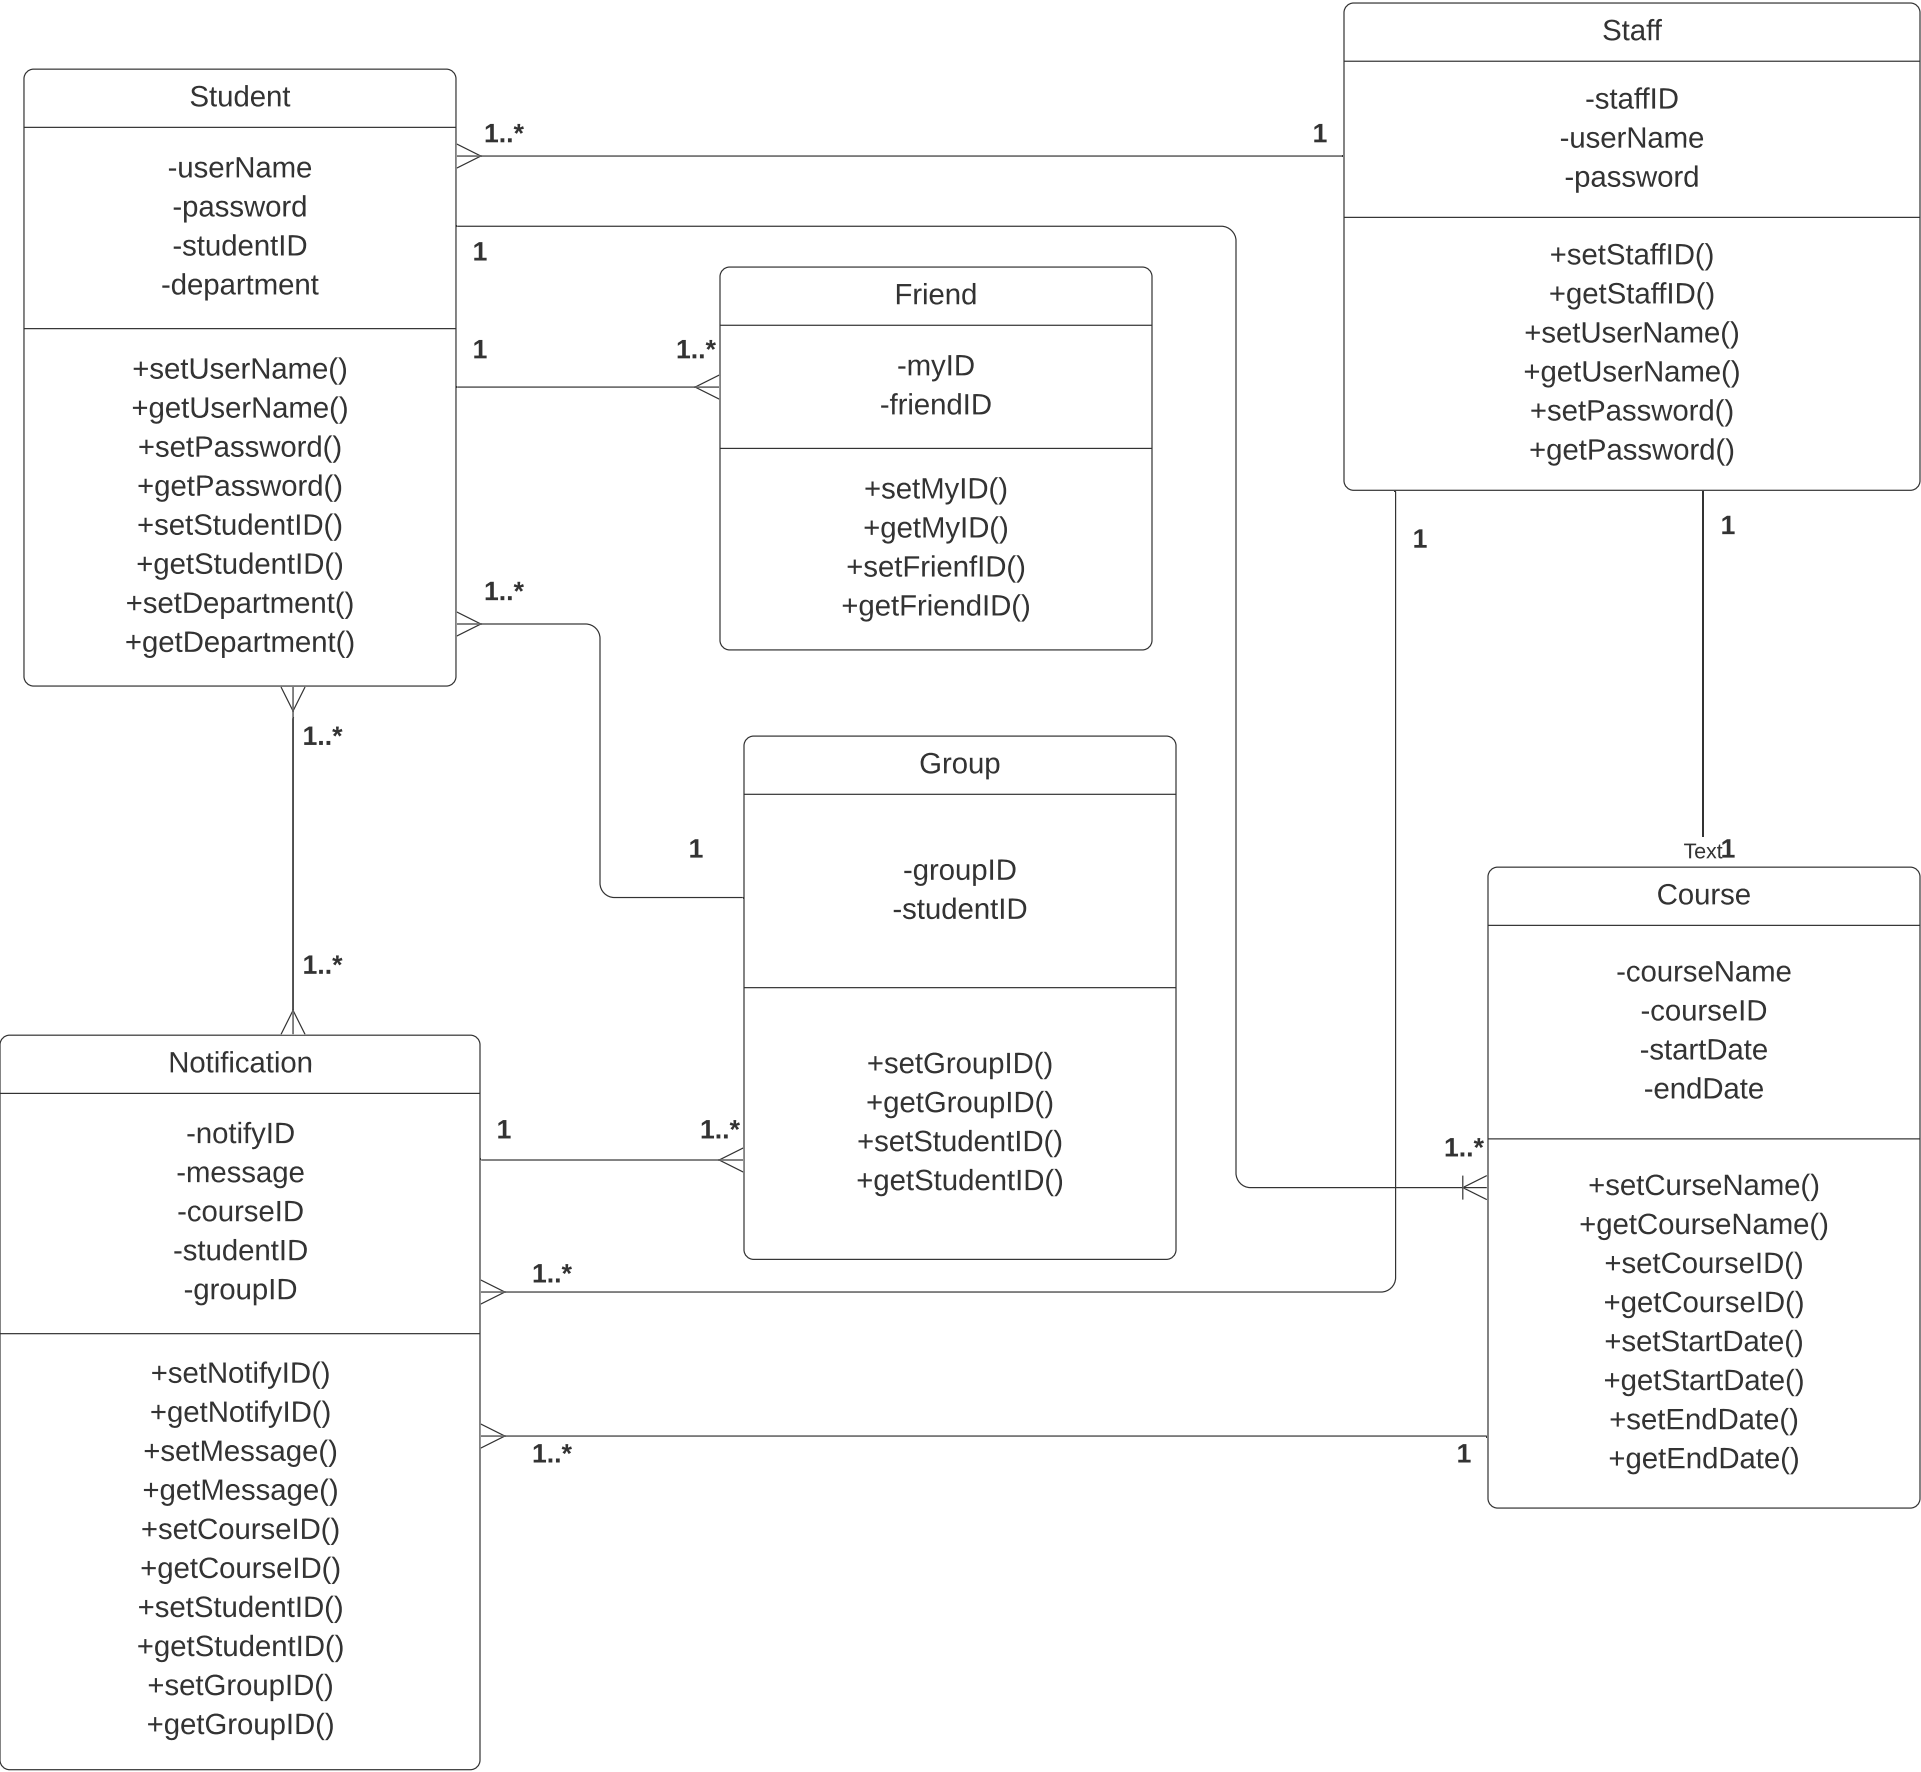 Student
-userName
-password
-studentID
-department
+setUserName()
+getUserName()
+setPassword()
+getPassword()
+setStudentID()
+getStudentID()
+setDepartment()
+getDepartment()
1..*
1
1
1
1..*
1..*
1..*
Friend
-myID
-friendID
+setMyID()
+getMyID()
+setFrienfID()
+getFriendID()
Staff
-staffID
-userName
-password
+setStaffID()
+getStaffID()
+setUserName()
+getUserName()
+setPassword()
+getPassword()
1
1
Text
1
Group
-groupID
-studentID
+setGroupID()
+getGroupID()
+setStudentID()
+getStudentID()
1
1..*
1..*
Notification
-notifyID
-message
-courseID
-studentID
-groupID
+setNotifyID()
+getNotifyID()
+setMessage()
+getMessage()
+setCourseID()
+getCourseID()
+setStudentID()
+getStudentID()
+setGroupID()
+getGroupID()
1
1..*
1..*
Course
-courseName
-courseID
-startDate
-endDate
+setCurseName()
+getCourseName()
+setCourseID()
+getCourseID()
+setStartDate()
+getStartDate()
+setEndDate()
+getEndDate()
1..*
1